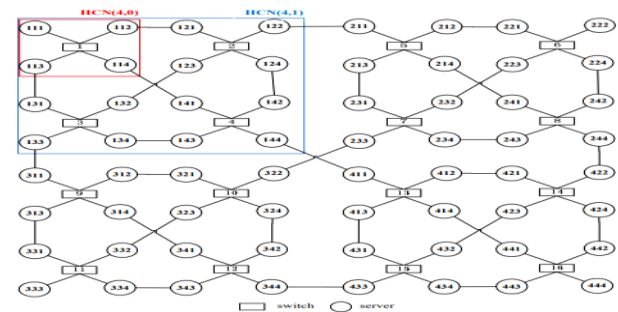 HCN(4,0) HCN(4,1)
111 112 121 122 211 212 221 222
1 2 5 6
113 114 123 124 213 214 223 224
131 132 141 142 231 232 241 242
3 4 7 8
133 134 143 144 233 234 243 244
311 312 321 322 411 412 421 422
9 10 13 14
313 314 323 324 413 414 423 424
331 332 341 342 431 432 441 442
11 12 15 16
333 334 343 344 433 434 443 444
switch server